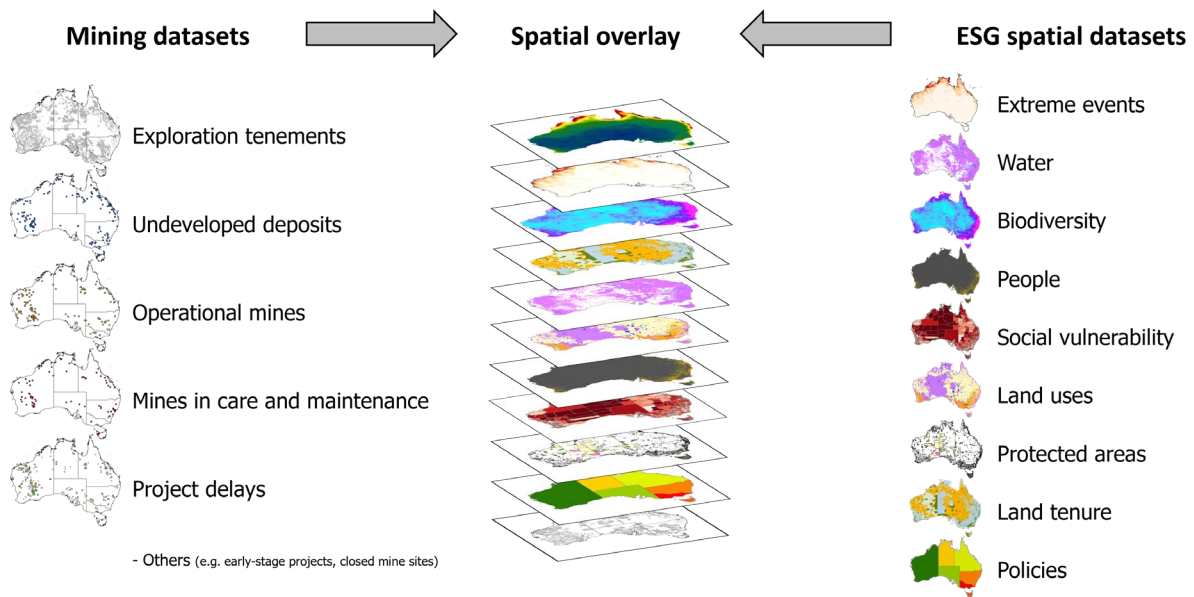 Mining datasets
Spatial overlay
ESG spatial datasets
Exploration tenements
Undeveloped deposits
Operational mines
Mines in care and maintenance
Project delays
- Others (e.g. early-stage projects, closed mine sites)
Extreme events
Water
Biodiversity
People
Social vulnerability
Land uses
Protected areas
Land tenure
Policies